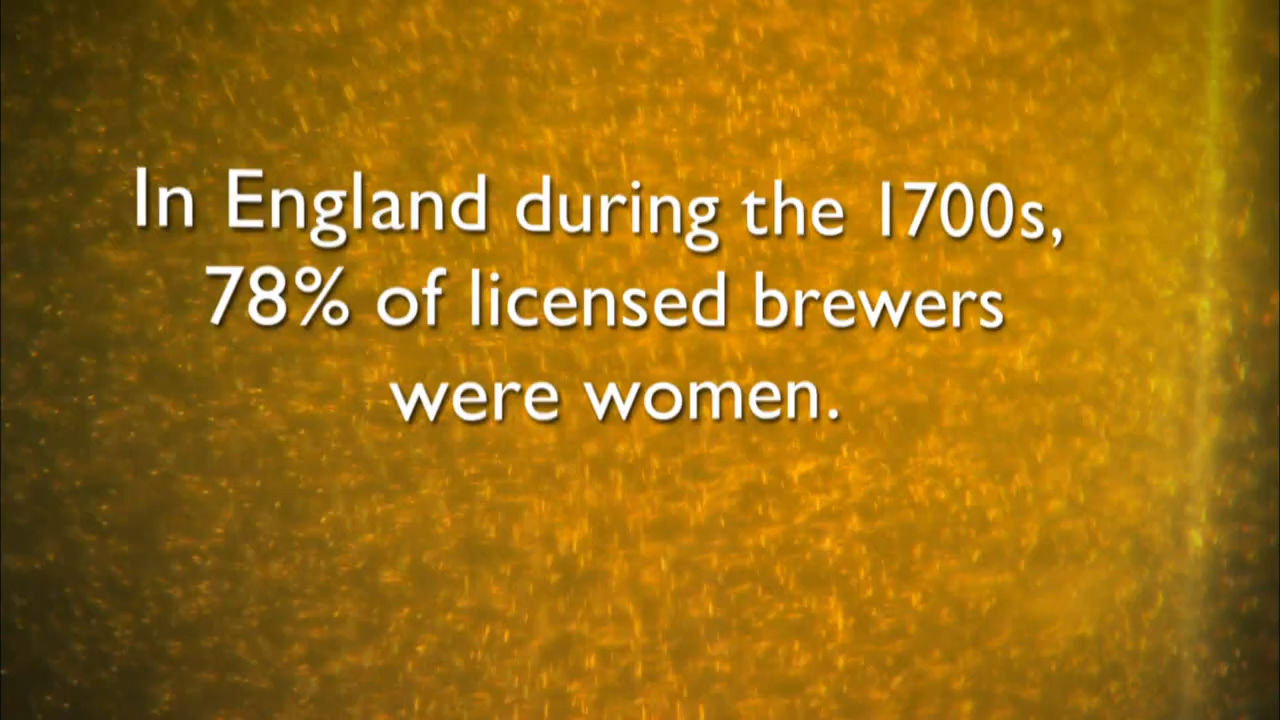 In England during the 1700s,
78% of licensed brewers
were women.